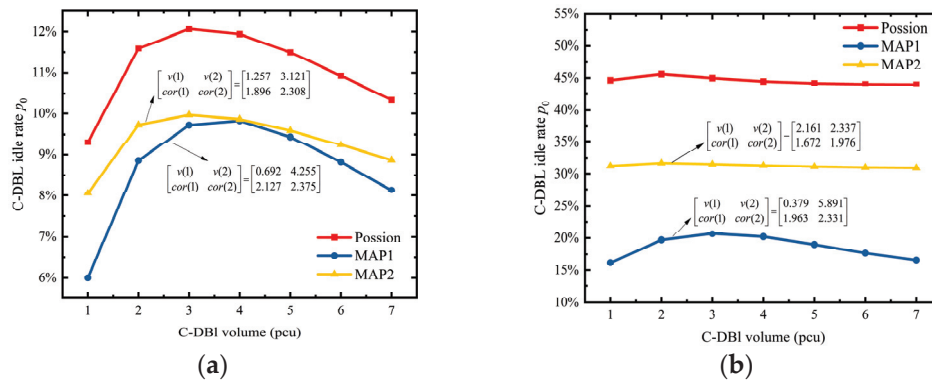 (a)
12%
11%
10%
9%
8%
7%
6%
C-DBL idle rate p0
[v(1) v(2)] = [1.257 3.121]
[cor(1) cor(2)] = [1.896 2.308]
[v(1) v(2)] = [0.692 4.255]
[cor(1) cor(2)] = [2.127 2.375]
Possion
MAP1
MAP2
1 2 3 4 5 6 7
C-DBl volume (pcu)
(b)
55%
50%
45%
40%
35%
30%
25%
20%
15%
10%
C-DBL idle rate p0
Possion
MAP1
MAP2
[v(1) v(2)] = [2.161 2.337]
[cor(1) cor(2)] = [1.672 1.976]
[v(1) v(2)] = [0.379 5.891]
[cor(1) cor(2)] = [1.963 2.331]
1 2 3 4 5 6 7
C-DBl volume (pcu)
(a)
(b)